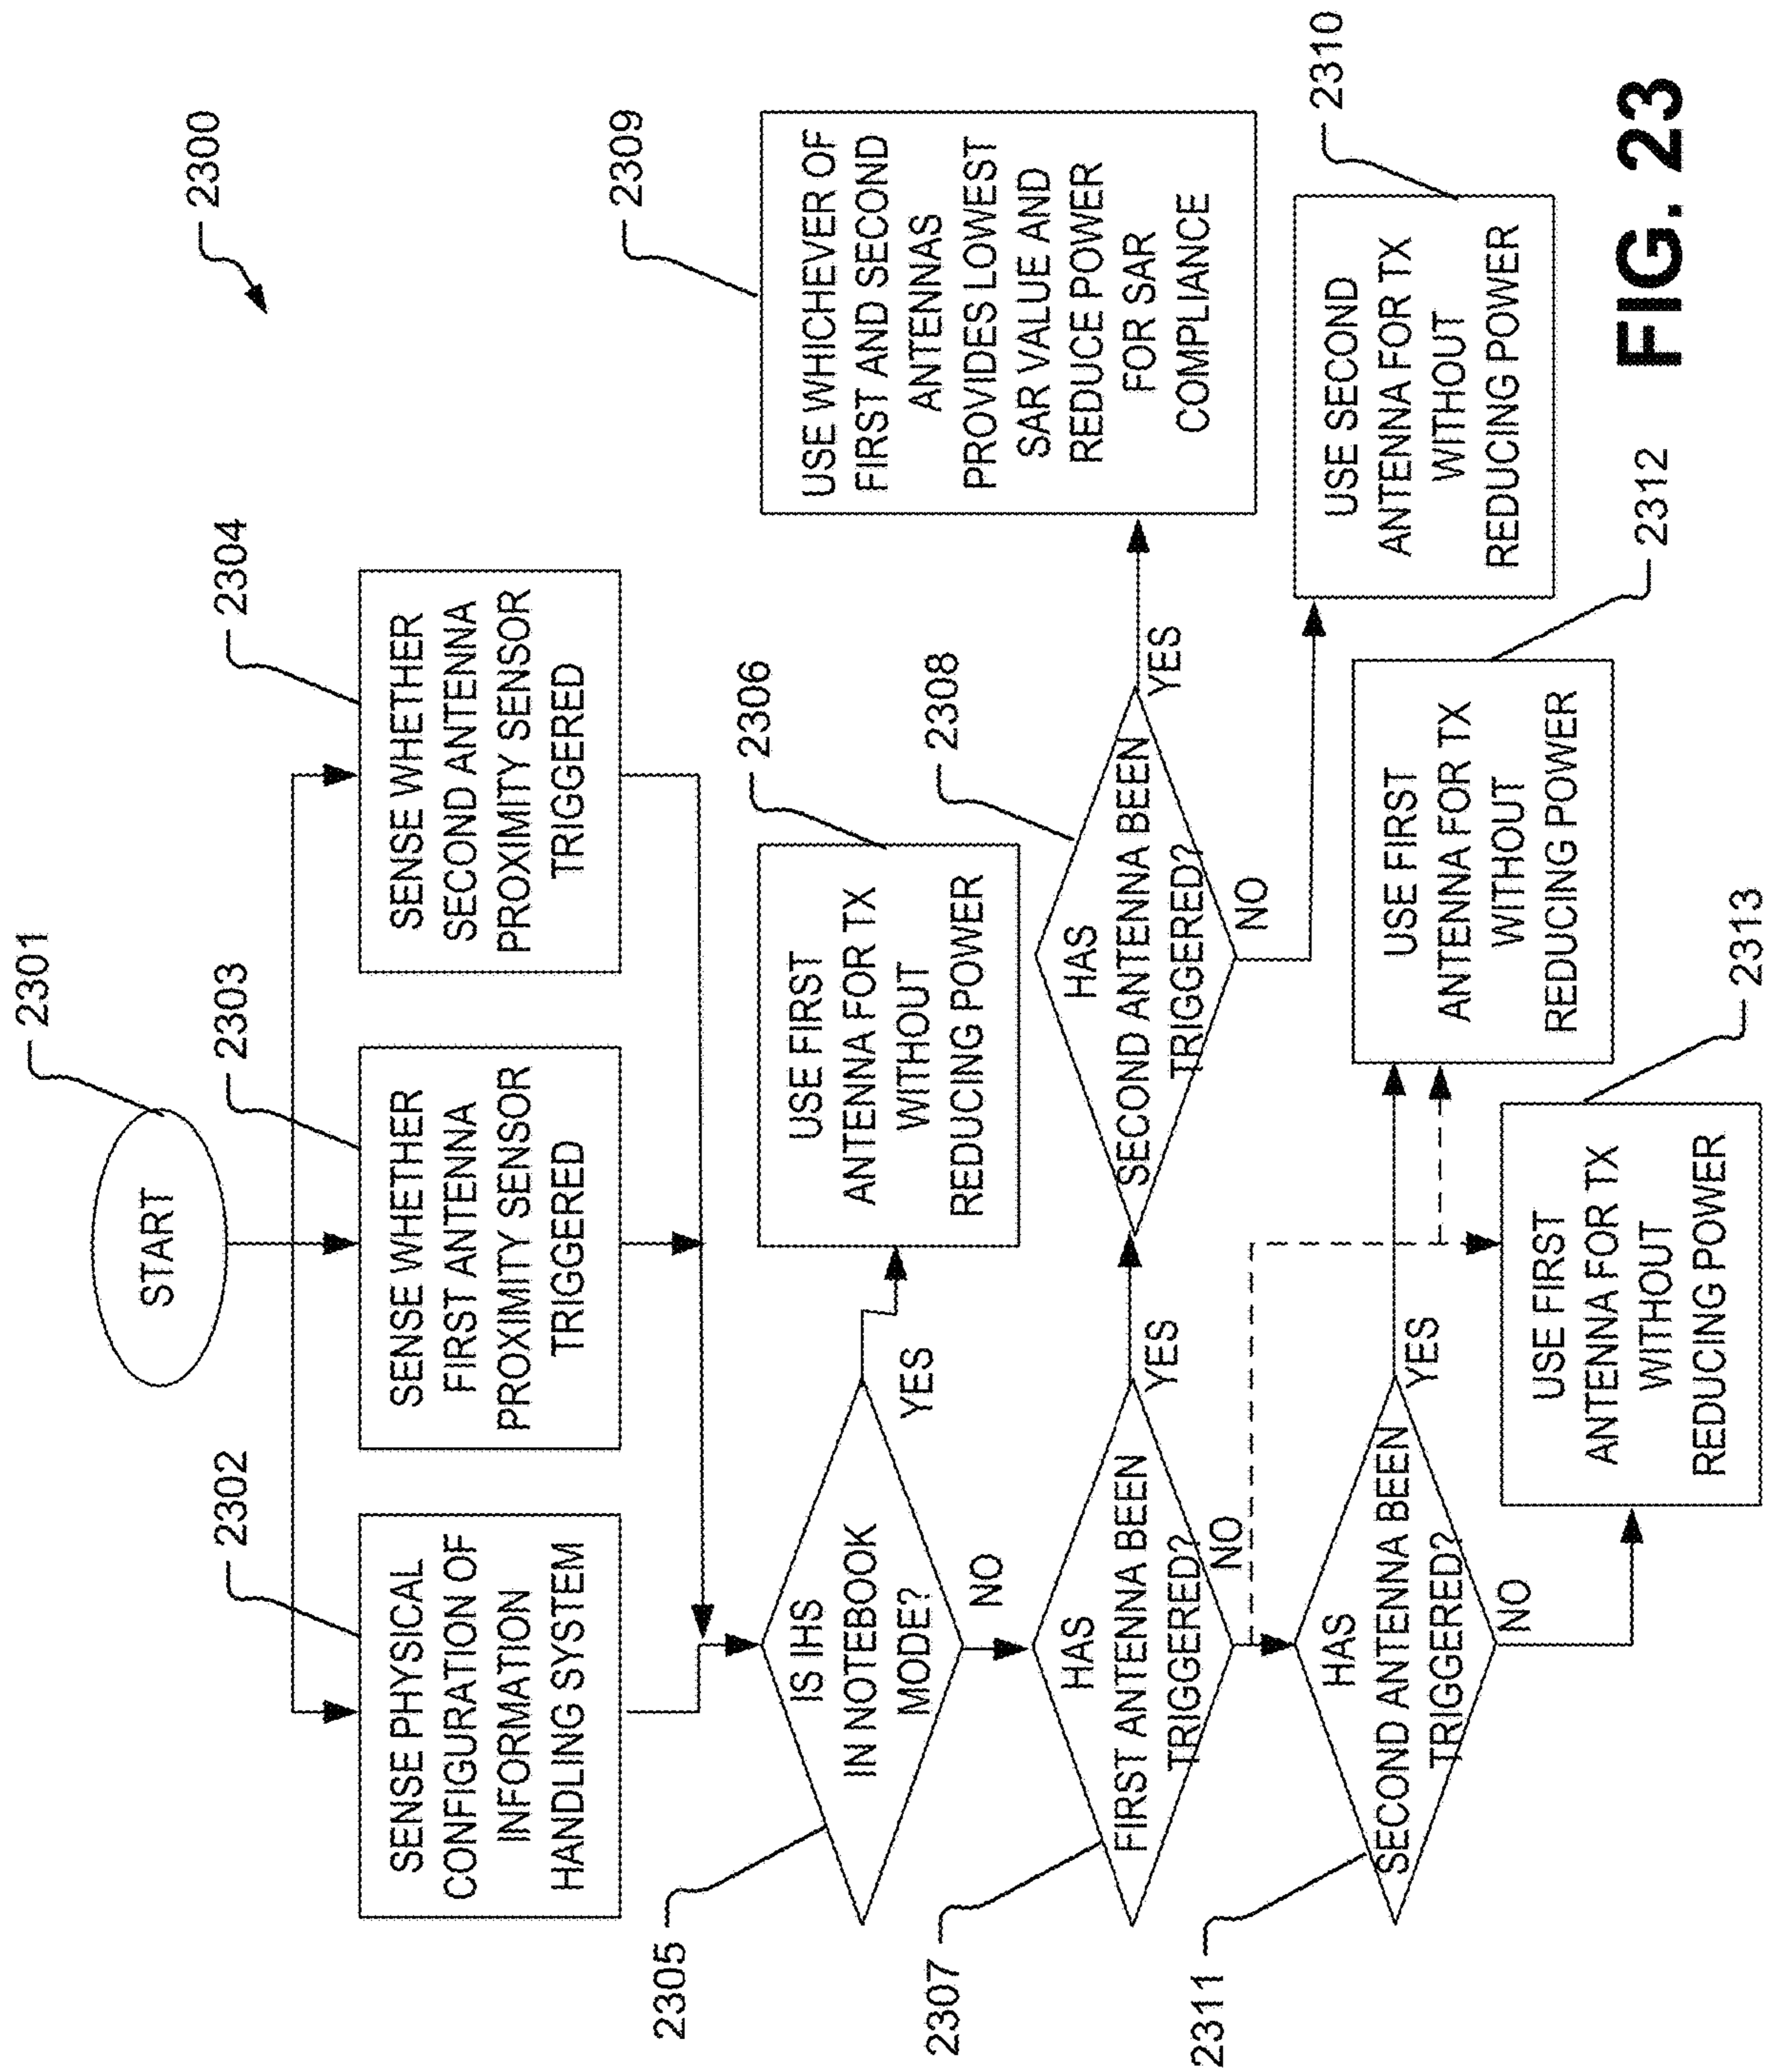 2300
2301
START
2302
SENSE PHYSICAL
CONFIGURATION OF
INFORMATION
HANDLING SYSTEM
2303
SENSE WHETHER
FIRST ANTENNA
PROXIMITY SENSOR
TRIGGERED
2304
SENSE WHETHER
SECOND ANTENNA
PROXIMITY SENSOR
TRIGGERED
2305
IS IHS
IN NOTEBOOK
MODE?
YES
NO
2306
USE FIRST
ANTENNA FOR TX
WITHOUT
REDUCING POWER
2307
HAS
FIRST ANTENNA BEEN
TRIGGERED?
YES
NO
2308
HAS
SECOND ANTENNA BEEN
TRIGGERED?
YES
NO
2309
USE WHICHEVER OF
FIRST AND SECOND
ANTENNAS
PROVIDES LOWEST
SAR VALUE AND
REDUCE POWER
FOR SAR
COMPLIANCE
2310
USE SECOND
ANTENNA FOR TX
WITHOUT
REDUCING POWER
2311
HAS
SECOND ANTENNA BEEN
TRIGGERED?
YES
NO
2312
USE FIRST
ANTENNA FOR TX
WITHOUT
REDUCING POWER
2313
USE FIRST
ANTENNA FOR TX
WITHOUT
REDUCING POWER
FIG. 23